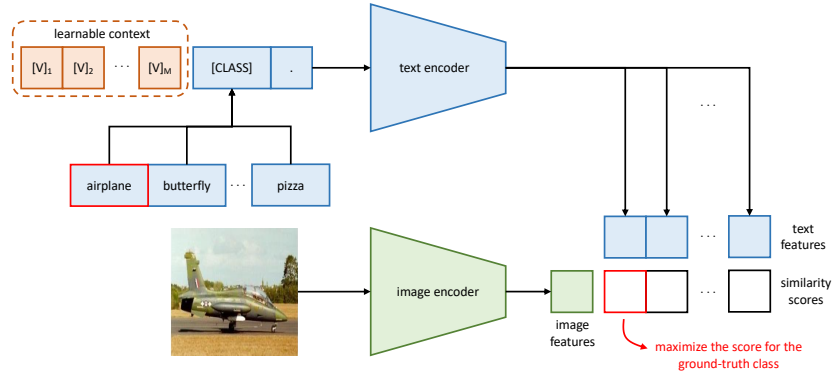 learnable context
[V]1 [V]2 ... [V]M [CLASS] .
text encoder
...
airplane butterfly ... pizza
...
text
features
image encoder
...
similarity
scores
image
features
maximize the score for the
ground-truth class